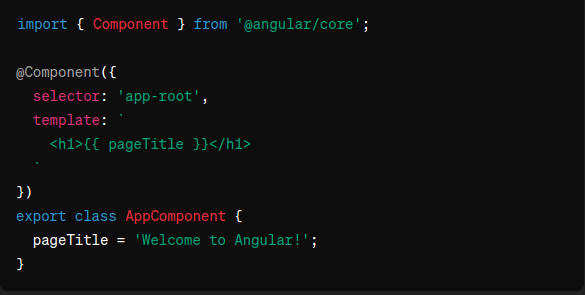 import { Component } from '@angular/core';

@Component({
  selector: 'app-root',
  template: `
    <h1>{{ pageTitle }}</h1>
  `
})
export class AppComponent {
  pageTitle = 'Welcome to Angular!';
}